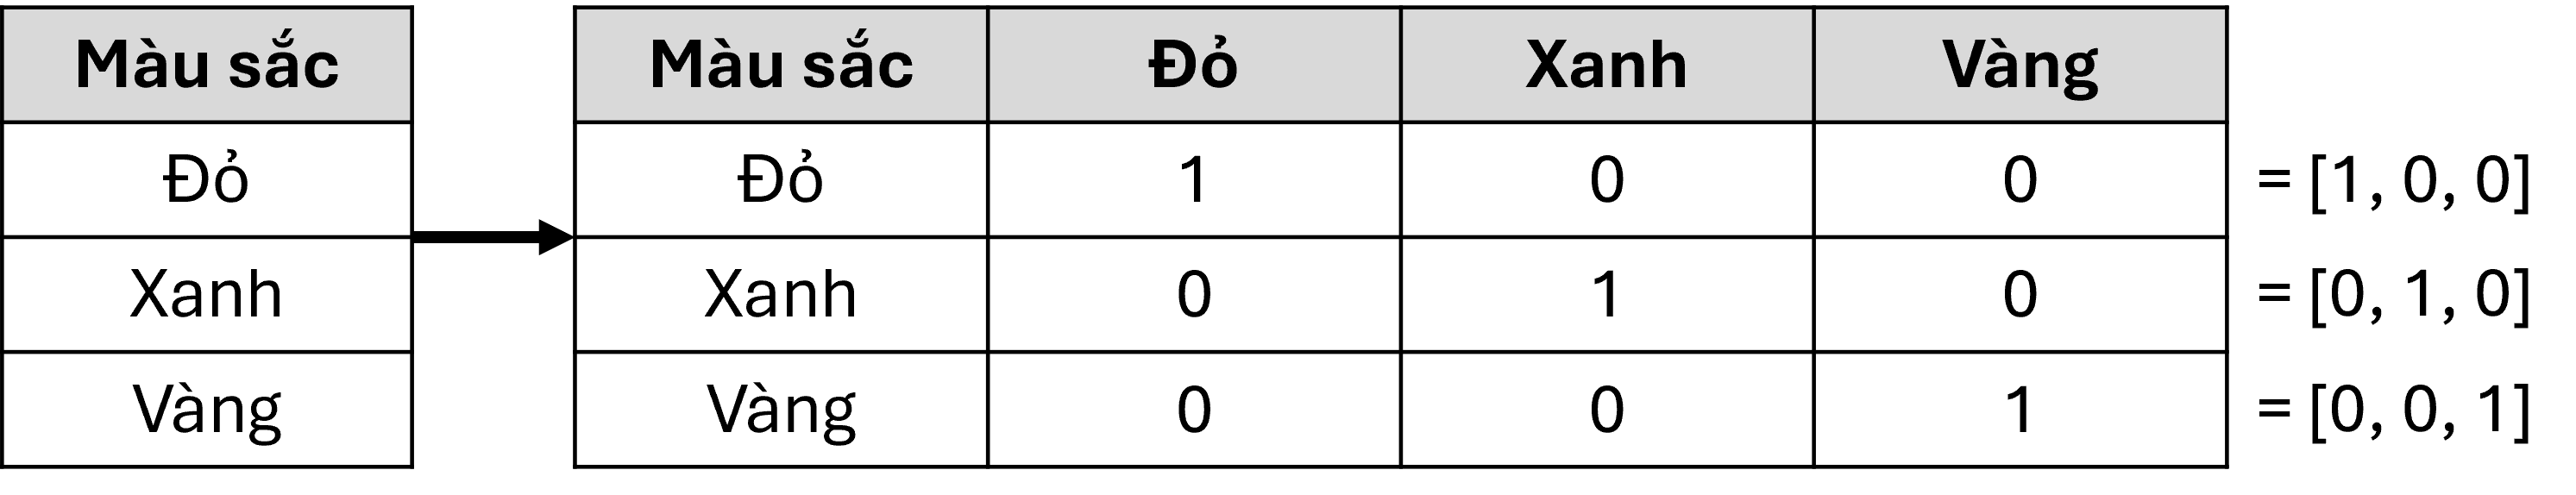 Màu sắc Màu sắc Đỏ Xanh Vàng
Đỏ Đỏ 1 0 0 = [1, 0, 0]
Xanh Xanh 0 1 0 = [0, 1, 0]
Vàng Vàng 0 0 1 = [0, 0, 1]